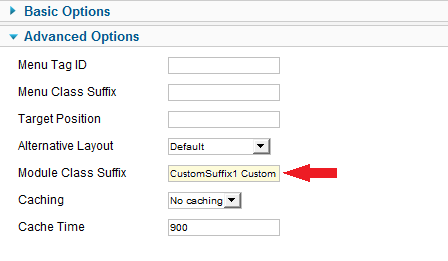 Basic Options
Advanced Options
Menu Tag ID
Menu Class Suffix
Target Position
Alternative Layout Default
Module Class Suffix CustomSuffix1 Custom
Caching No caching
Cache Time 900